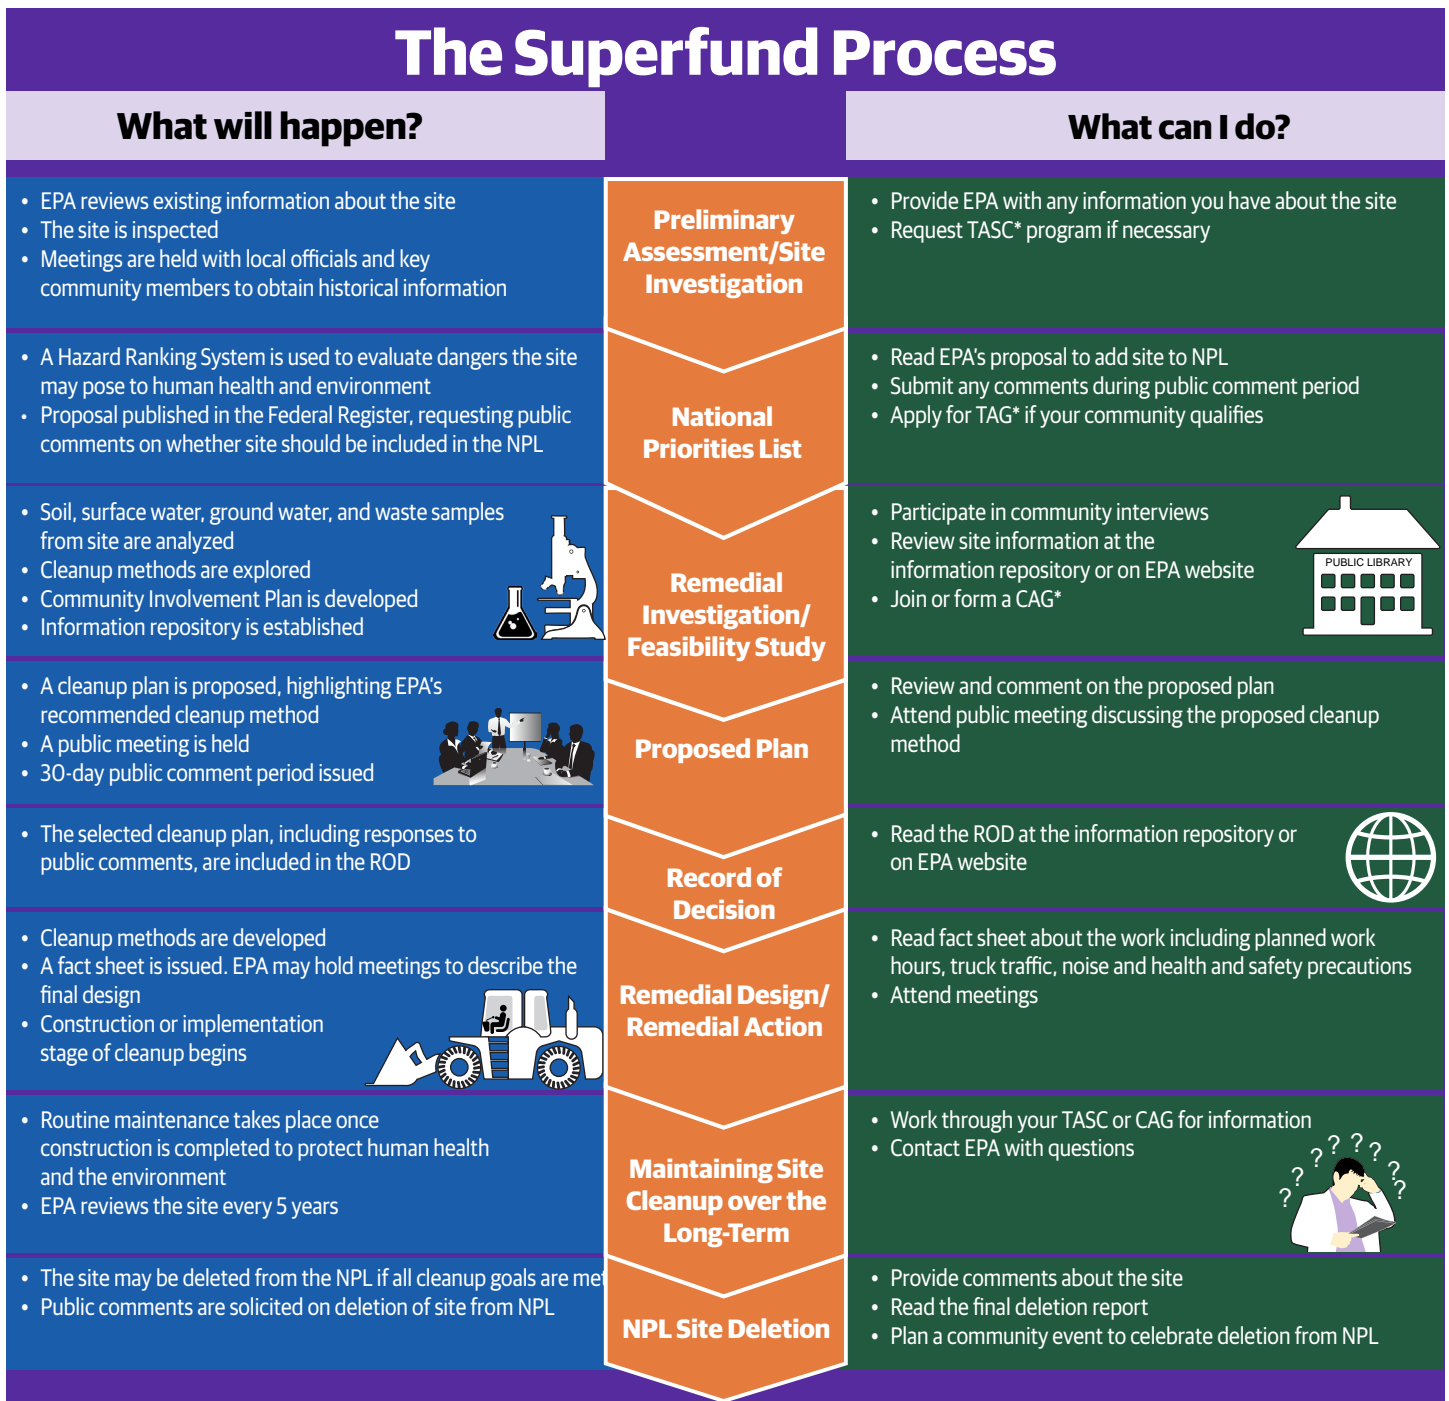 The Superfund Process
What will happen?
What can I do?
• EPA reviews existing information about the site
• The site is inspected
• Meetings are held with local officials and key
community members to obtain historical information
Preliminary
Assessment/Site
Investigation
• Provide EPA with any information you have about the site
• Request TASC* program if necessary
• A Hazard Ranking System is used to evaluate dangers the site
may pose to human health and environment
• Proposal published in the Federal Register, requesting public
comments on whether site should be included in the NPL
National
Priorities List
• Read EPA's proposal to add site to NPL
• Submit any comments during public comment period
• Apply for TAG* if your community qualifies
• Soil, surface water, ground water, and waste samples
from site are analyzed
• Cleanup methods are explored
• Community Involvement Plan is developed
• Information repository is established
Remedial
Investigation/
Feasibility Study
• Participate in community interviews
• Review site information at the
information repository or on EPA website
• Join or form a CAG*
PUBLIC LIBRARY
• A cleanup plan is proposed, highlighting EPA's
recommended cleanup method
• A public meeting is held
• 30-day public comment period issued
Proposed Plan
• Review and comment on the proposed plan
• Attend public meeting discussing the proposed cleanup
method
• The selected cleanup plan, including responses to
public comments, are included in the ROD
Record of
Decision
• Read the ROD at the information repository or
on EPA website
• Cleanup methods are developed
• A fact sheet is issued. EPA may hold meetings to describe the
final design
• Construction or implementation
stage of cleanup begins
Remedial Design/
Remedial Action
• Read fact sheet about the work including planned work
hours, truck traffic, noise and health and safety precautions
• Attend meetings
• Routine maintenance takes place once
construction is completed to protect human health
and the environment
• EPA reviews the site every 5 years
Maintaining Site
Cleanup over the
Long-Term
• Work through your TASC or CAG for information
• Contact EPA with questions
? ? ? ? ? ? ? ?
• The site may be deleted from the NPL if all cleanup goals are met
• Public comments are solicited on deletion of site from NPL
NPL Site Deletion
• Provide comments about the site
• Read the final deletion report
• Plan a community event to celebrate deletion from NPL